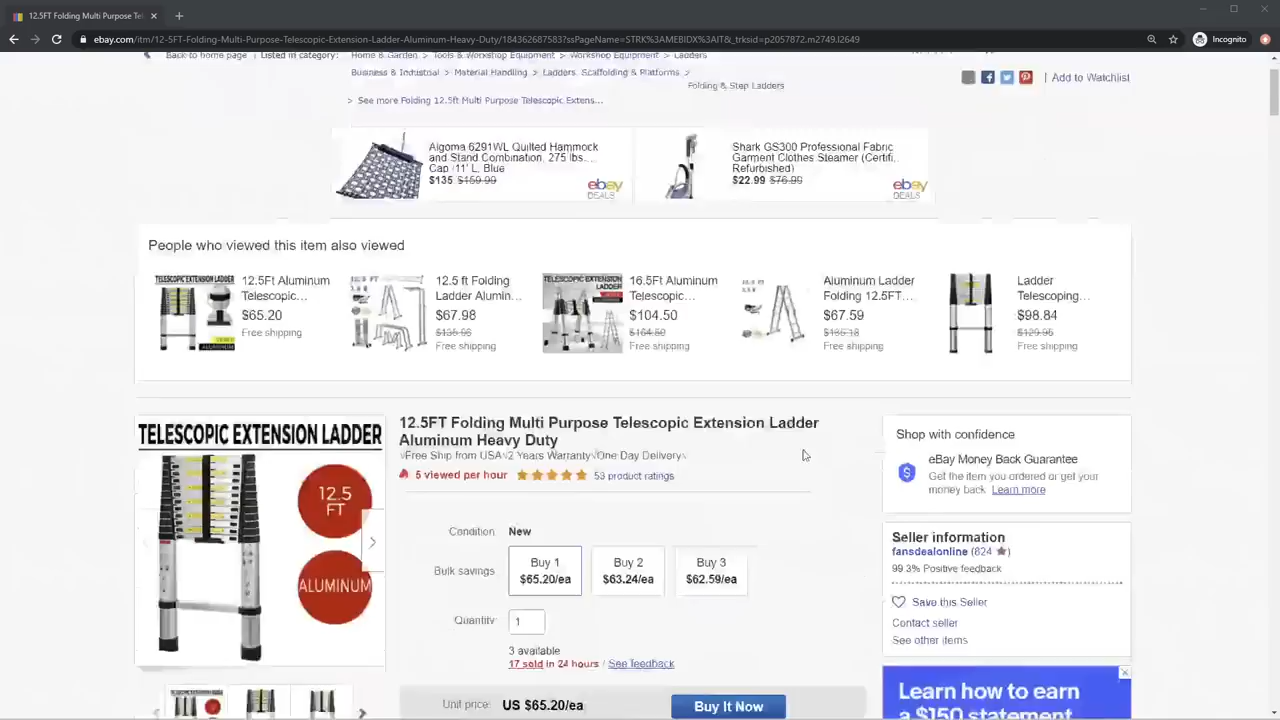 12.5FT Folding Multi Purpose Tel
ebay.com/itm/12-5FT-Folding-Multi-Purpose-Telescopic-Extension-Ladder-Aluminum-Heavy-Duty/184362687583?ssPageName=STRK%3AMEBIDX%3AIT&_trksid=p2057872.m2749.l2649
Incognito
Back to home page | Listed in category:
Home & Garden > Tools & Workshop Equipment > Workshop Equipment > Ladders
Business & Industrial > Material Handling > Ladders, Scaffolding & Platforms >
Folding & Step Ladders
| Add to Watchlist
> See more Folding 12.5ft Multi Purpose Telescopic Extens...
Algoma 6291WL Quilted Hammock
and Stand Combination, 275 lbs...
Cap (11' L, Blue
$135 $159.99
ebay
DEALS
Shark GS300 Professional Fabric
Garment Clothes Steamer (Certifi..
Refurbished)
$22.99 $76.99
ebay
DEALS
People who viewed this item also viewed
TELESCOPIC EXTENSION LADDER
ALUMINUM
12.5Ft Aluminum
Telescopic...
$65.20
Free shipping
12.5 ft Folding
Ladder Alumin...
$67.98
$135.96
Free shipping
TELESCOPIC EXTENSION
LADDER
16.5Ft Aluminum
Telescopic...
$104.50
$164.50
Free shipping
Aluminum Ladder
Folding 12.5FT...
$67.59
Free shipping
Ladder
Telescoping...
$98.84
$129.95
Free shipping
TELESCOPIC EXTENSION LADDER
12.5
FT
ALUMINUM
12.5FT Folding Multi Purpose Telescopic Extension Ladder
Aluminum Heavy Duty
√Free Ship from USA√2 Years Warranty√One Day Delivery√
5 viewed per hour
53 product ratings
Condition: New
Bulk savings:
Buy 1
$65.20/ea
Buy 2
$63.24/ea
Buy 3
$62.59/ea
Quantity: 1
3 available
17 sold in 24 hours / See feedback
Unit price: US $65.20/ea
Buy It Now
Shop with confidence
eBay Money Back Guarantee
Get the item you ordered or get your
money back. Learn more
Seller information
fansdealonline (824 ★)
99.3% Positive feedback
Save this Seller
Contact seller
See other items
Learn how to earn
a $150 statement